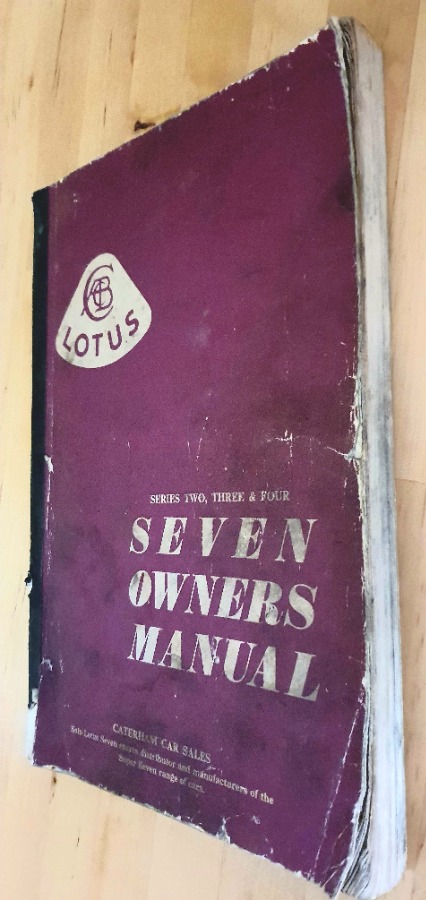 LOTUS
SERIES TWO, THREE & FOUR
SEVEN
OWNERS
MANUAL
CATERHAM CAR SALES
Sole Lotus Seven distributor and manufacturers of the
Super Seven range of cars.